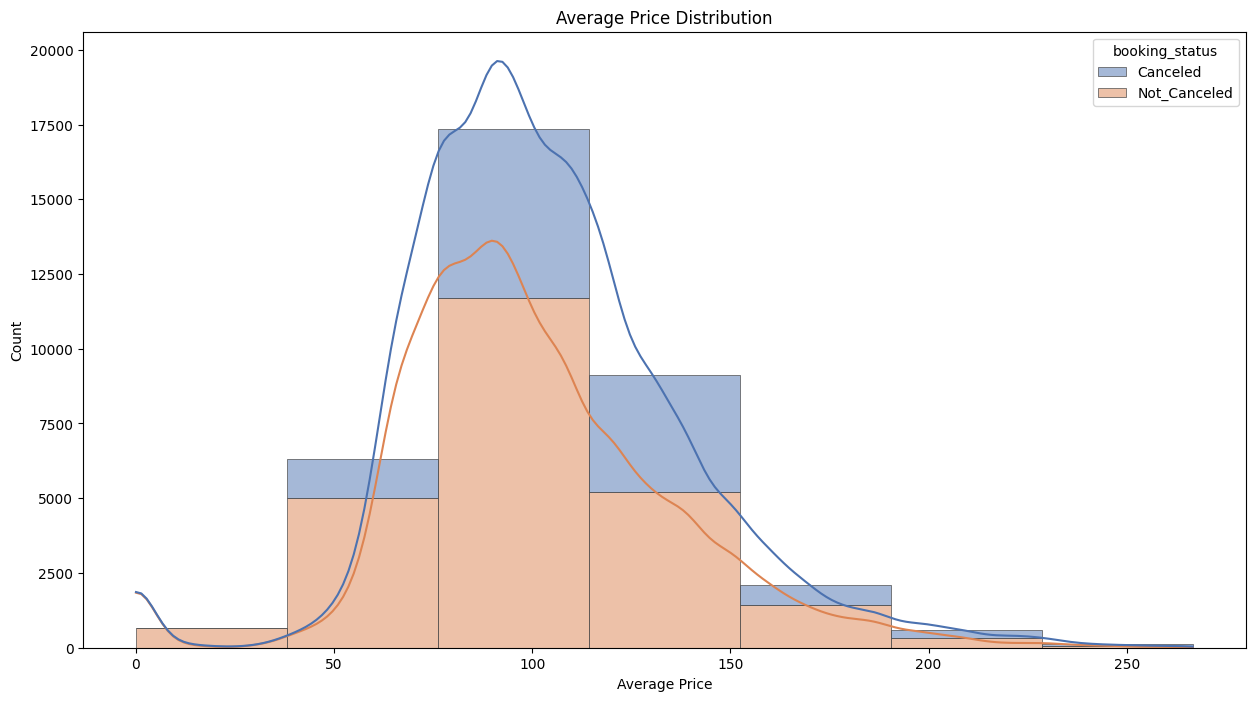 Average Price Distribution
booking_status
Canceled
Not_Canceled
Count
20000
17500
15000
12500
10000
7500
5000
2500
0
0 50 100 150 200 250
Average Price